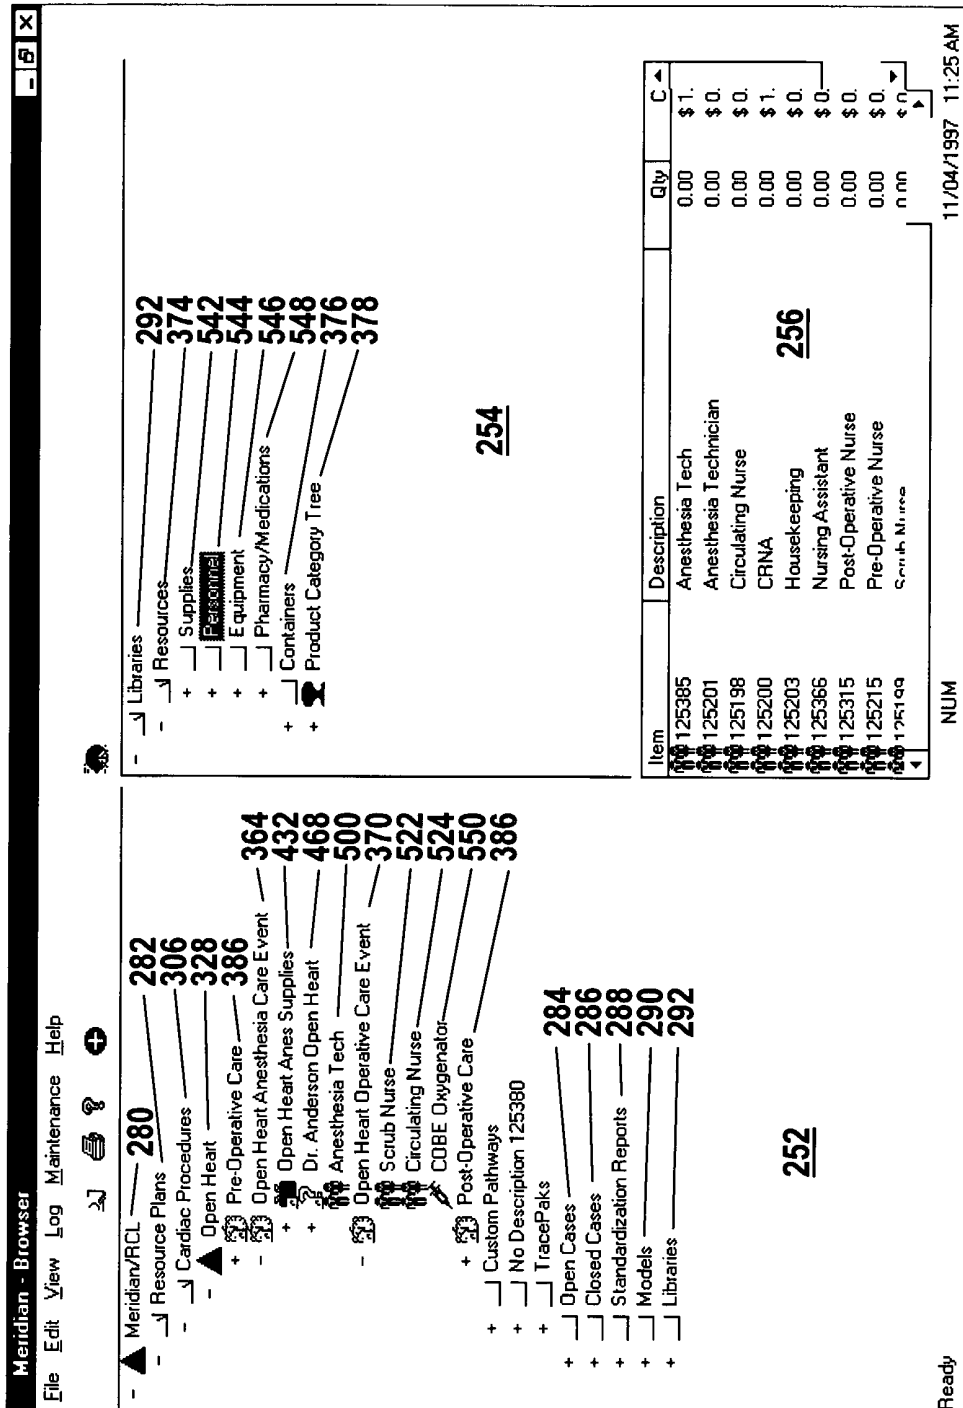 Meridian - Browser
File Edit View Log Maintenance Help
Meridian/RCL 280
Resource Plans 282
Cardiac Procedures 306
Open Heart 328
Pre-Operative Care 386
Open Heart Anesthesia Care Event 364
Open Heart Anes Supplies 432
Dr. Anderson Open Heart 468
Anesthesia Tech 500
Open Heart Operative Care Event 370
Scrub Nurse 522
Circulating Nurse 524
COBE Oxygenator 550
Post-Operative Care 386
Custom Pathways
No Description 125380
TracePaks
Open Cases 284
Closed Cases 286
Standardization Reports 288
Models 290
Libraries 292
252
Libraries 292
Resources 374
Supplies 542
Personnel 544
Equipment 546
Pharmacy/Medications 548
Containers 376
Product Category Tree 378
254
Item Description Qty C
125385 Anesthesia Tech 0.00 $ 1.
125201 Anesthesia Technician 0.00 $ 0.
125198 Circulating Nurse 0.00 $ 0.
125200 CRNA 0.00 $ 1.
125203 Housekeeping 0.00 $ 0.
125366 Nursing Assistant 0.00 $ 0.
125315 Post-Operative Nurse 0.00 $ 0.
125215 Pre-Operative Nurse 0.00 $ 0.
125199 Scrub Nurse 0.00 $ 0
256
Ready NUM 11/04/1997 11:25 AM